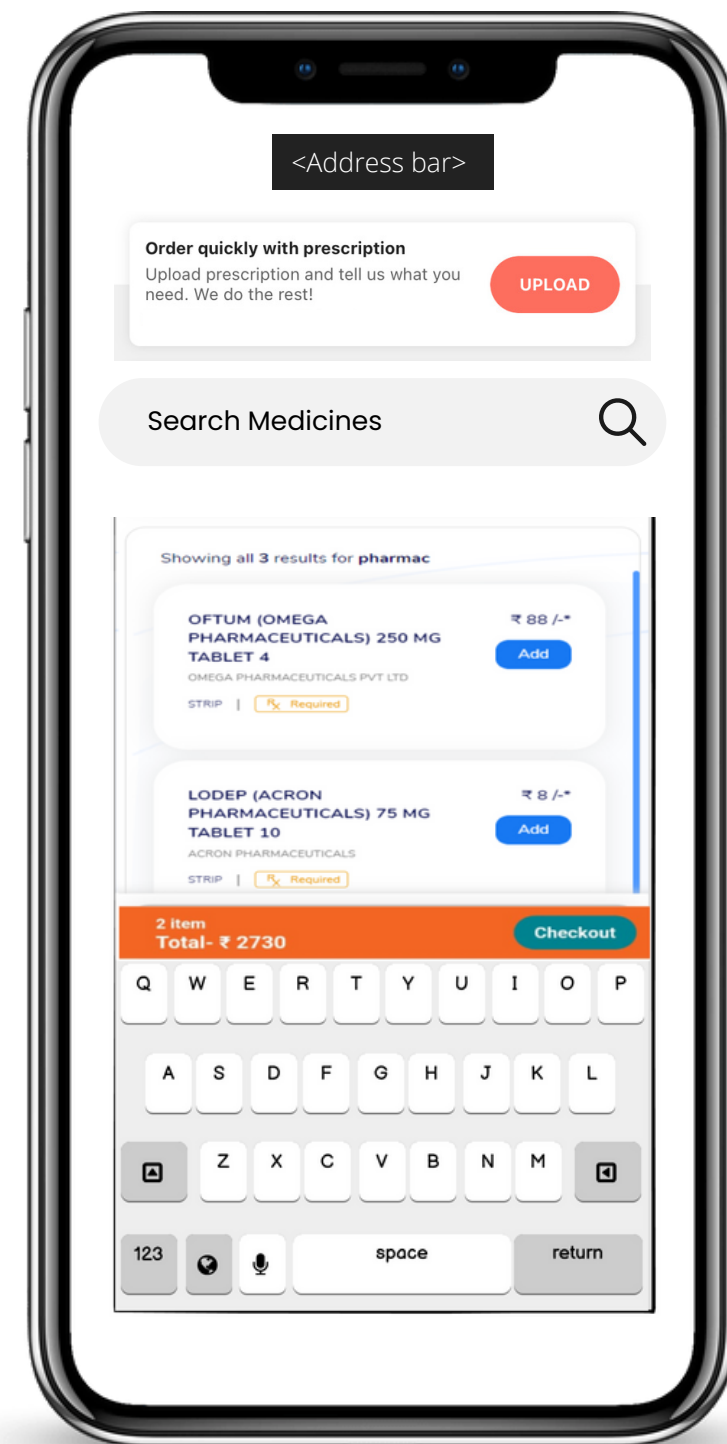 <Address bar>
Order quickly with prescription
Upload prescription and tell us what you
need. We do the rest!
UPLOAD
Search Medicines
Showing all 3 results for pharmac
OFTUM (OMEGA
PHARMACEUTICALS) 250 MG
TABLET 4
₹ 88 /-*
Add
OMEGA PHARMACEUTICALS PVT LTD
STRIP | Rx Required
LODEP (ACRON
PHARMACEUTICALS) 75 MG
TABLET 10
₹ 8 /-*
Add
ACRON PHARMACEUTICALS
STRIP | Rx Required
2 item
Total- ₹ 2730
Checkout
Q W E R T Y U I O P
A S D F G H J K L
Z X C V B N M
123 space return